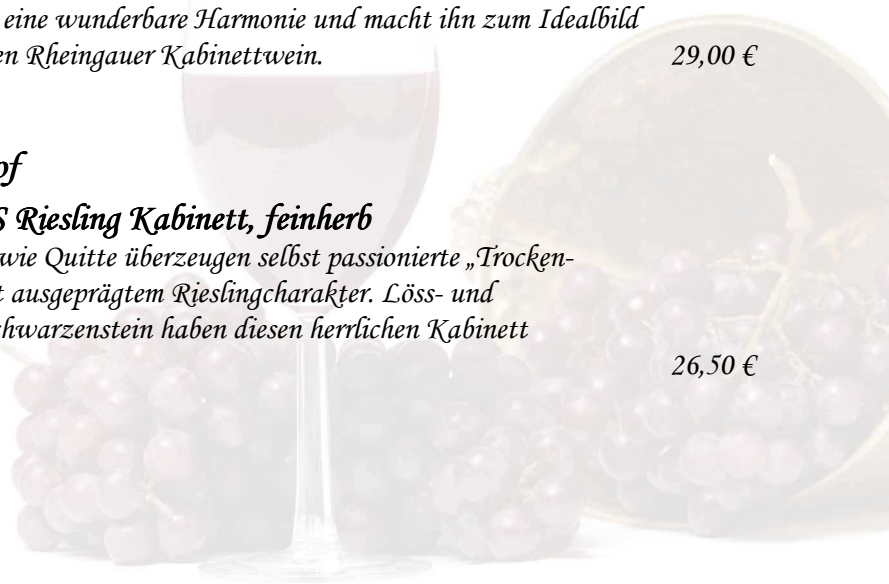 eine wunderbare Harmonie und macht ihn zum Idealbild
en Rheingauer Kabinettwein. 29,00 €
of
S Riesling Kabinett, feinherb
wie Quitte überzeugen selbst passionierte „Trocken-
t ausgeprägtem Rieslingcharakter. Löss- und
chwarzenstein haben diesen herrlichen Kabinett
26,50 €